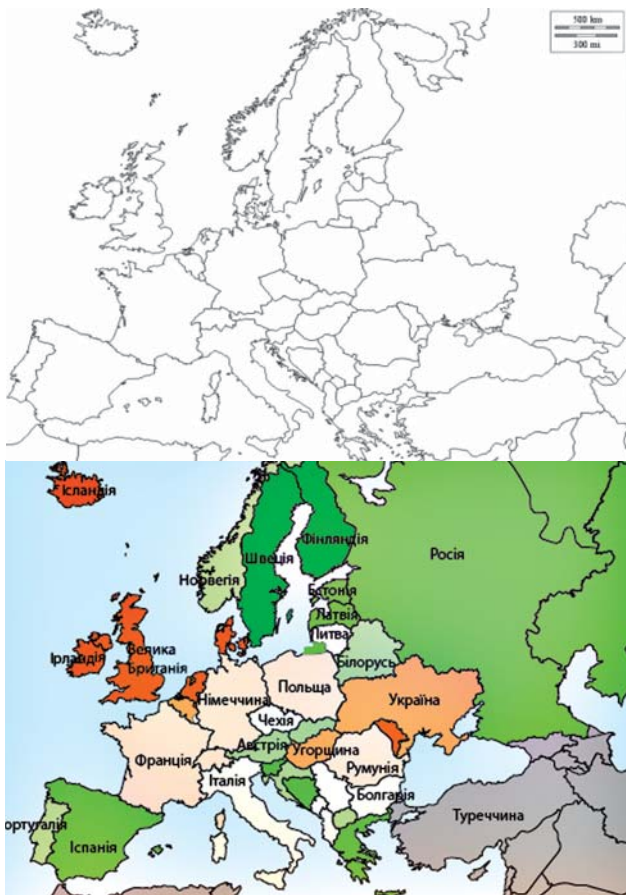 500 km
300 mi
Ісландія
Фінляндія
Швеція
Норвегія
Росія
Естонія
Латвія
Литва
Велика
Британія
Ірландія
Білорусь
Польща
Німеччина
Україна
Чехія
Австрія
Угорщина
Франція
Румунія
Італія
Болгарія
Туреччина
ортугалія
Іспанія